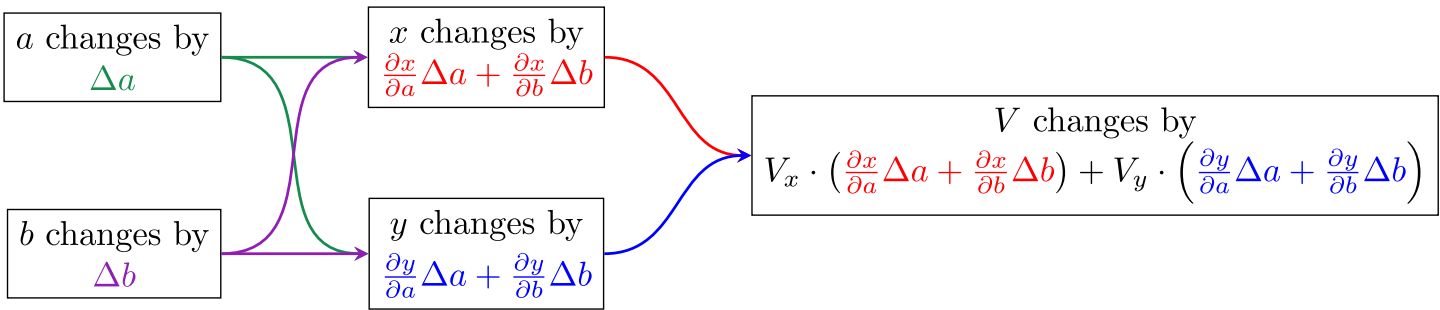 a changes by
Δa
b changes by
Δb
x changes by
∂x/∂a Δa + ∂x/∂b Δb
y changes by
∂y/∂a Δa + ∂y/∂b Δb
V changes by
V_x · (∂x/∂a Δa + ∂x/∂b Δb) + V_y · (∂y/∂a Δa + ∂y/∂b Δb)